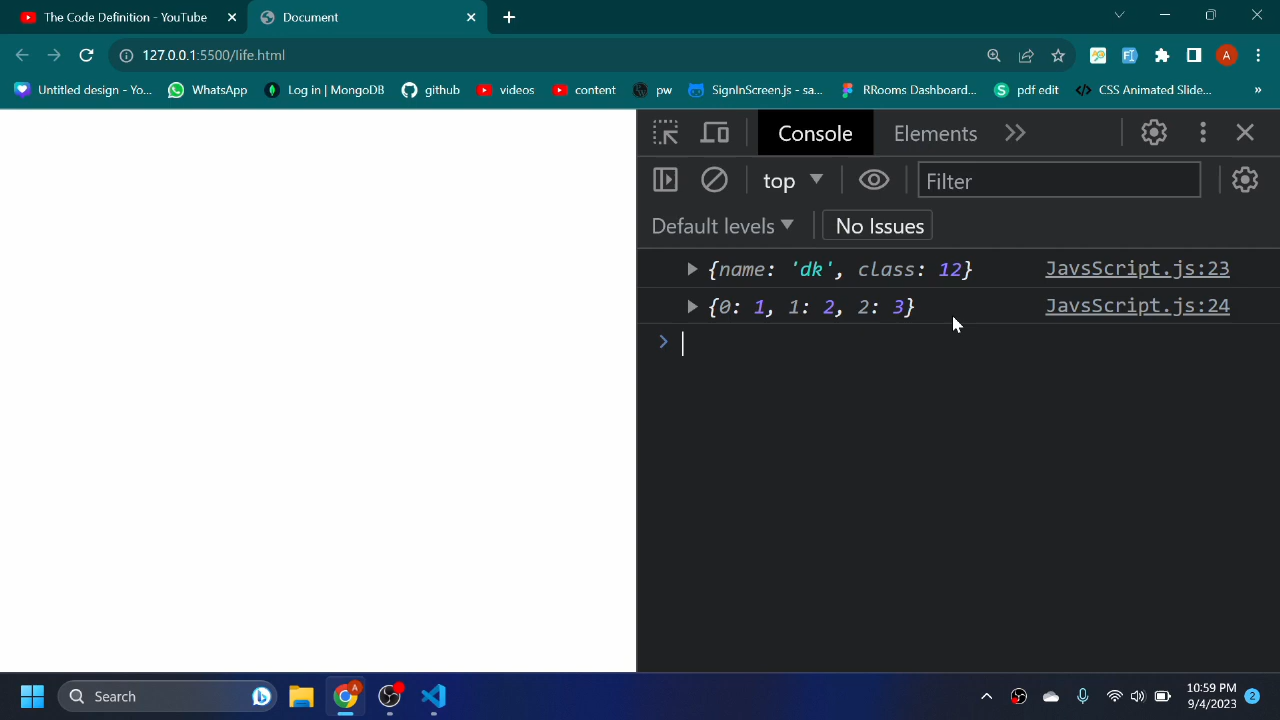 The Code Definition - YouTube
Document
127.0.0.1:5500/life.html
A
Untitled design - Yo...
WhatsApp
Log in | MongoDB
github
videos
content
pw
SignInScreen.js - sa...
RRooms Dashboard...
pdf edit
CSS Animated Slide...
»
Console
Elements
top
Filter
Default levels
No Issues
{name: 'dk', class: 12} JavsScript.js:23
{0: 1, 1: 2, 2: 3} JavsScript.js:24
Search
A
10:59 PM
9/4/2023
2